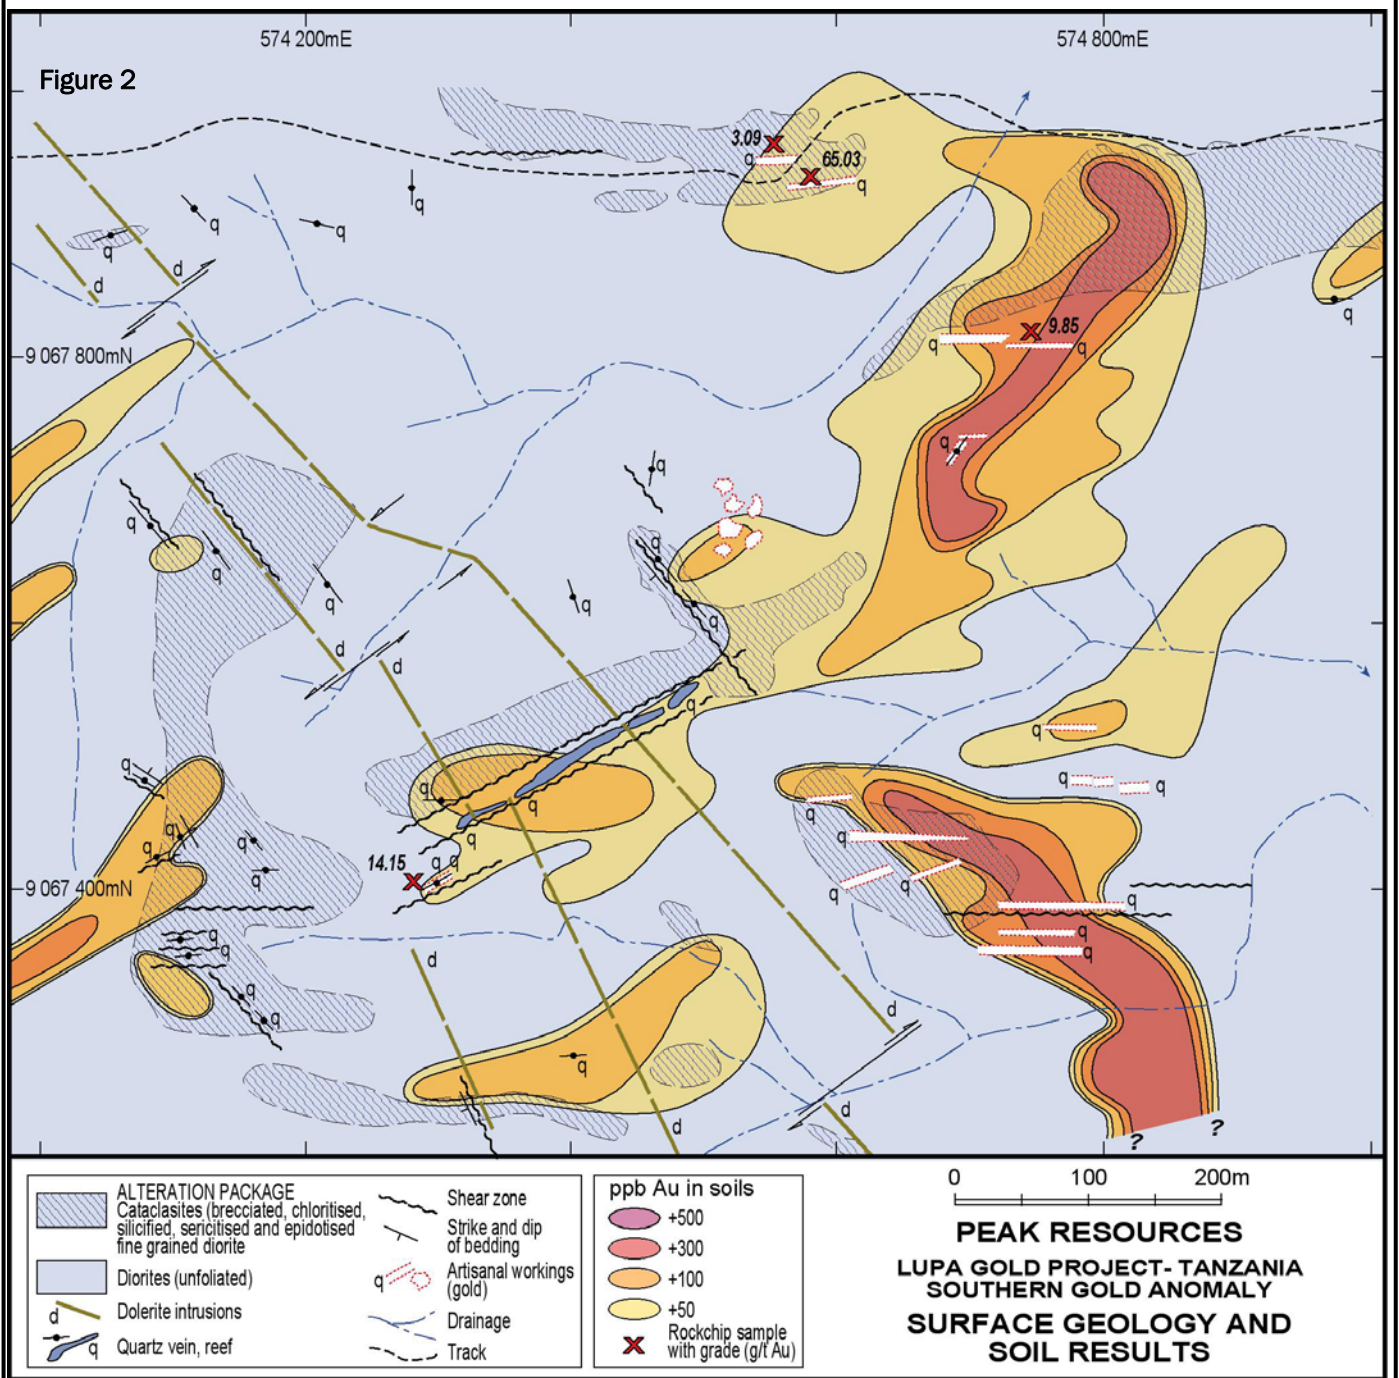 574 200mE
574 800mE
Figure 2
3.09
q
65.03
q
q
q
q
q
q
d
d
9.85
q
q
q
9 067 800mN
q
q
q
q
q
q
q
q
d
d
q
q
q
q
q
q
q
q
q
q
14.15
q
q
q
q
q
q
q
q
q
9 067 400mN
q
q
q
q
q
q
q
d
d
q
d
d
?
?
ALTERATION PACKAGE
Cataclasites (brecciated, chloritised,
silicified, sericitised and epidotised
fine grained diorite
Diorites (unfoliated)
d
Dolerite intrusions
q
Quartz vein, reef
Shear zone
Strike and dip
of bedding
q
Artisanal workings
(gold)
Drainage
Track
ppb Au in soils
+500
+300
+100
+50
Rockchip sample
with grade (g/t Au)
0
100
200m
PEAK RESOURCES
LUPA GOLD PROJECT- TANZANIA
SOUTHERN GOLD ANOMALY
SURFACE GEOLOGY AND
SOIL RESULTS